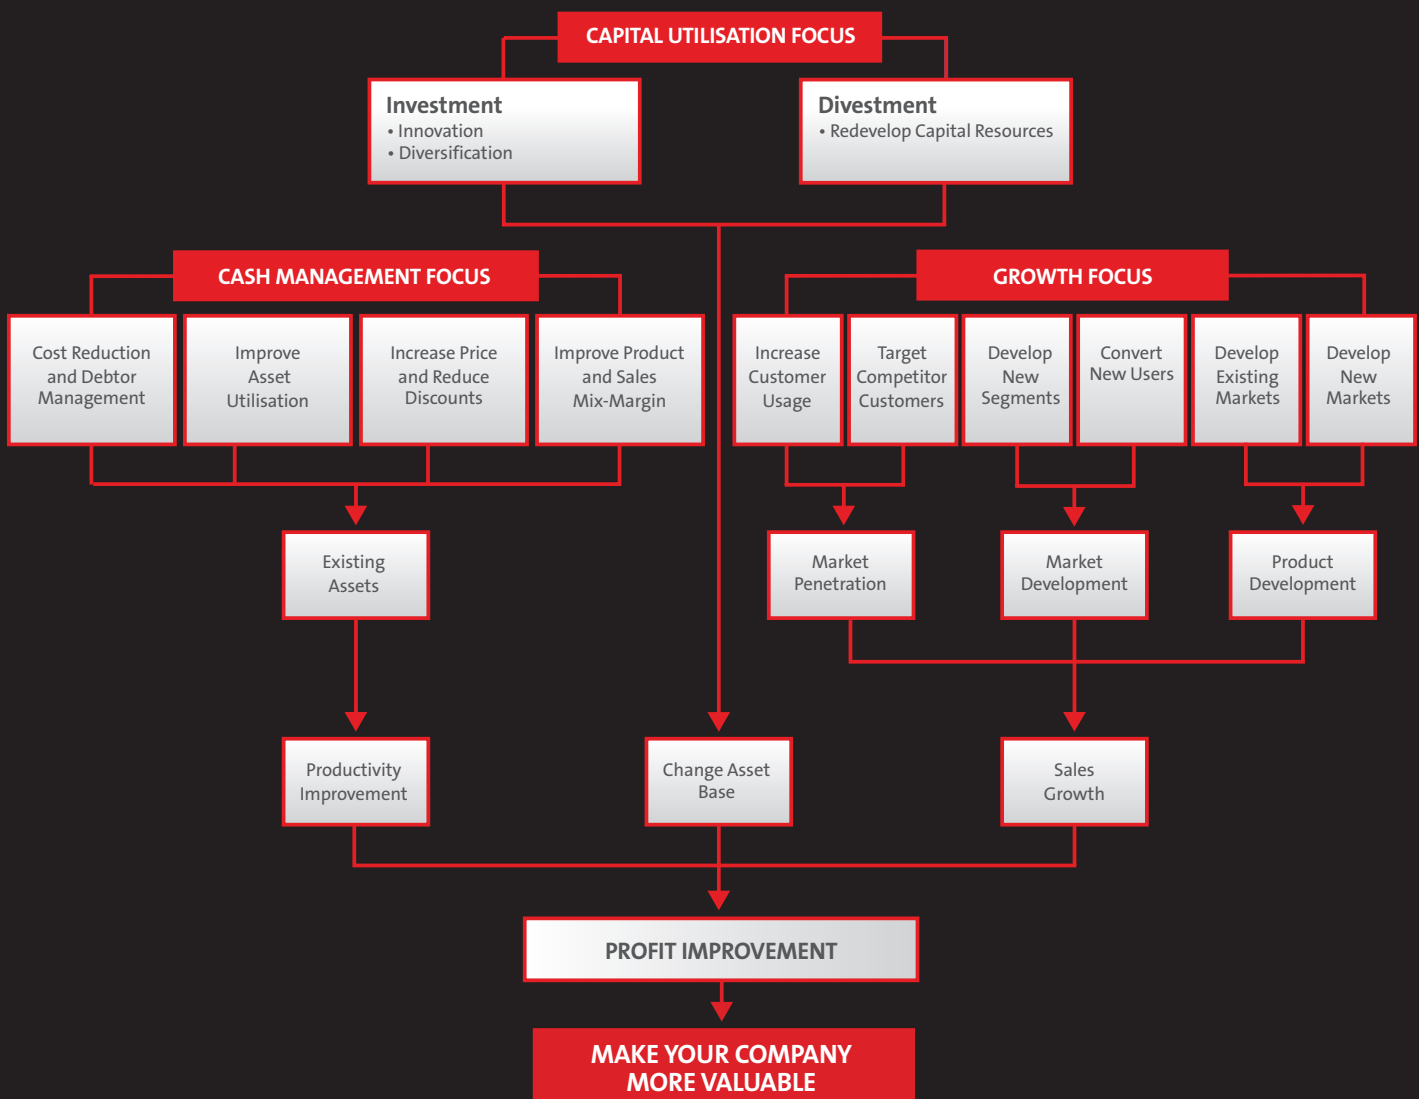 CAPITAL UTILISATION FOCUS
Investment
• Innovation
• Diversification
Divestment
• Redevelop Capital Resources
CASH MANAGEMENT FOCUS
GROWTH FOCUS
Cost Reduction
and Debtor
Management
Improve
Asset
Utilisation
Increase Price
and Reduce
Discounts
Improve Product
and Sales
Mix-Margin
Increase
Customer
Usage
Target
Competitor
Customers
Develop
New
Segments
Convert
New Users
Develop
Existing
Markets
Develop
New
Markets
Existing
Assets
Market
Penetration
Market
Development
Product
Development
Productivity
Improvement
Change Asset
Base
Sales
Growth
PROFIT IMPROVEMENT
MAKE YOUR COMPANY
MORE VALUABLE